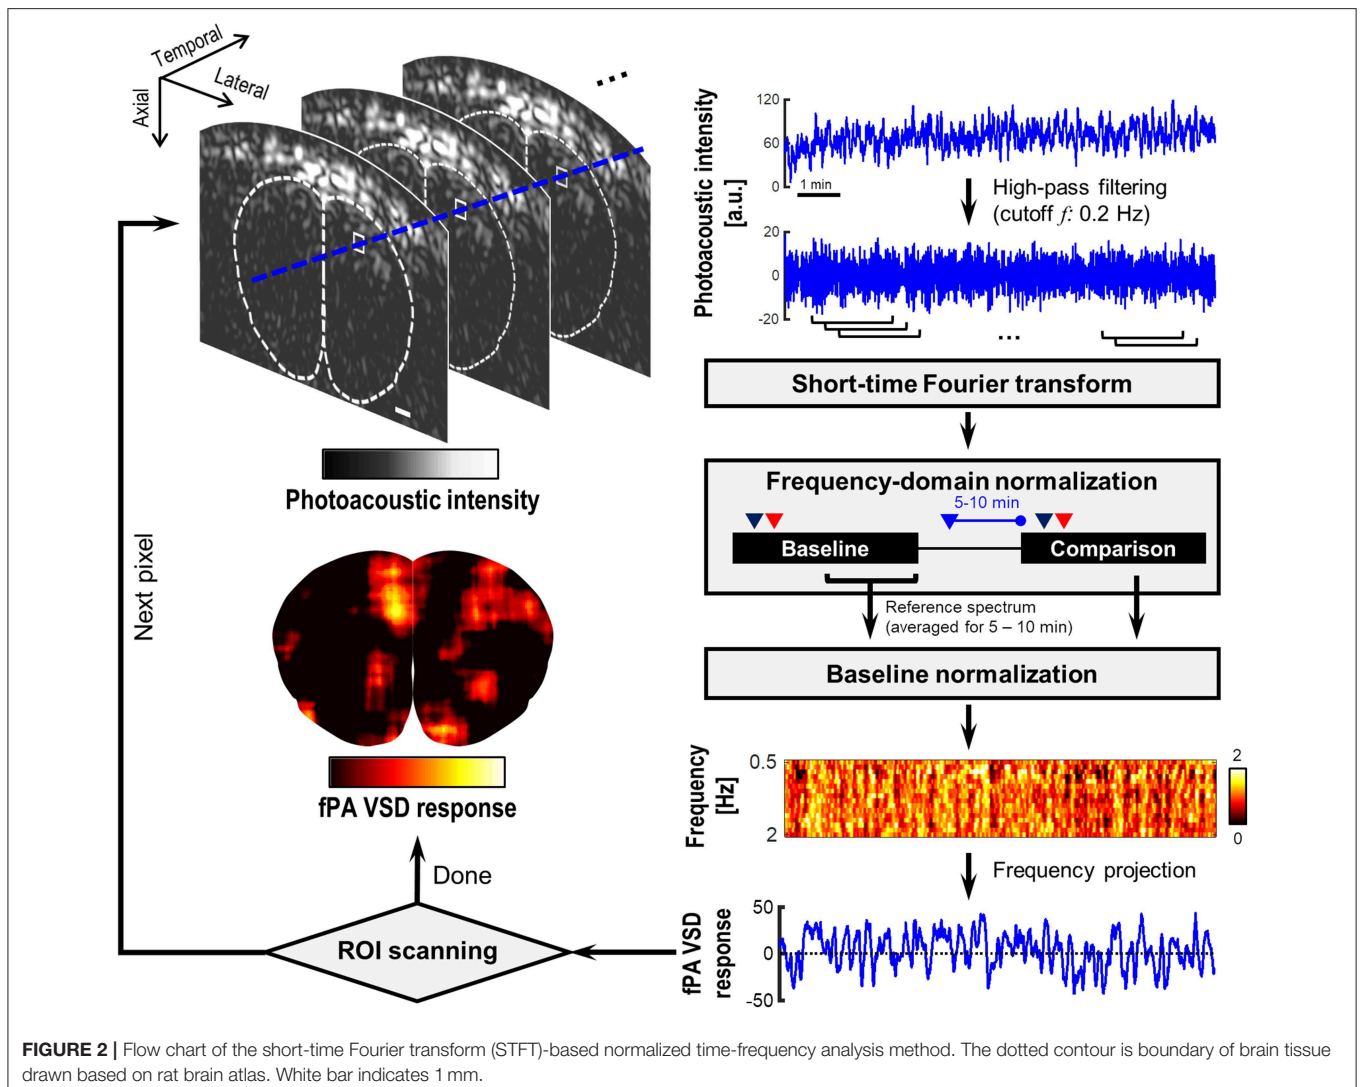 Temporal
Lateral
Axial
...
Photoacoustic intensity
Next pixel
fPA VSD response
Done
ROI scanning
Photoacoustic intensity
[a.u.]
120
60
0
1 min
High-pass filtering
(cutoff f: 0.2 Hz)
20
0
-20
...
Short-time Fourier transform
Frequency-domain normalization
5-10 min
Baseline
Comparison
Reference spectrum
(averaged for 5 – 10 min)
Baseline normalization
Frequency
[Hz]
0.5
2
2
0
Frequency projection
fPA VSD
response
50
0
-50
FIGURE 2 | Flow chart of the short-time Fourier transform (STFT)-based normalized time-frequency analysis method. The dotted contour is boundary of brain tissue
drawn based on rat brain atlas. White bar indicates 1 mm.